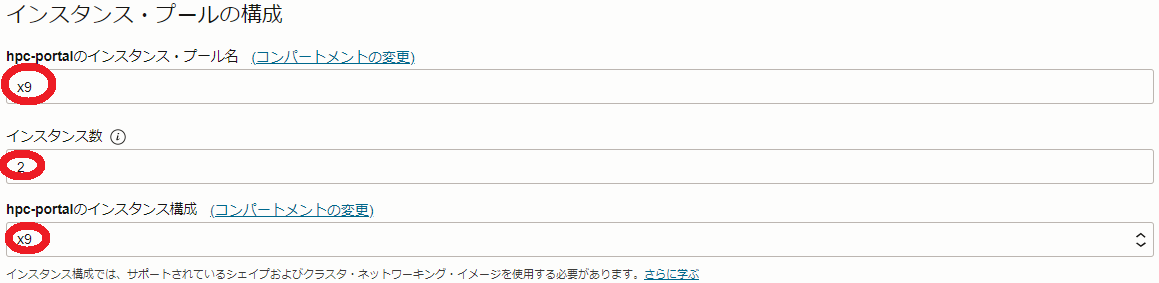 インスタンス・プールの構成
hpc-portalのインスタンス・プール名 (コンパートメントの変更)
x9
インスタンス数 i
2
hpc-portalのインスタンス構成 (コンパートメントの変更)
x9
インスタンス構成では、サポートされているシェイプおよびクラスタ・ネットワーキング・イメージを使用する必要があります。さらに学ぶ